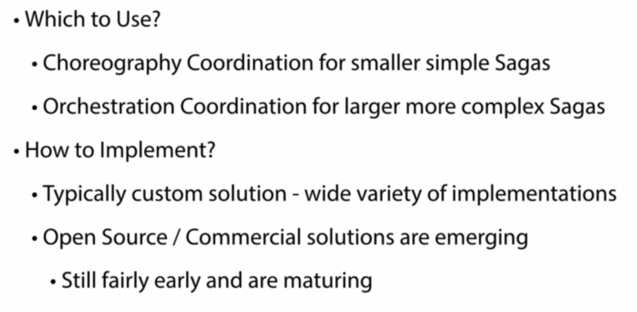 • Which to Use?
• Choreography Coordination for smaller simple Sagas
• Orchestration Coordination for larger more complex Sagas
• How to Implement?
• Typically custom solution - wide variety of implementations
• Open Source / Commercial solutions are emerging
• Still fairly early and are maturing